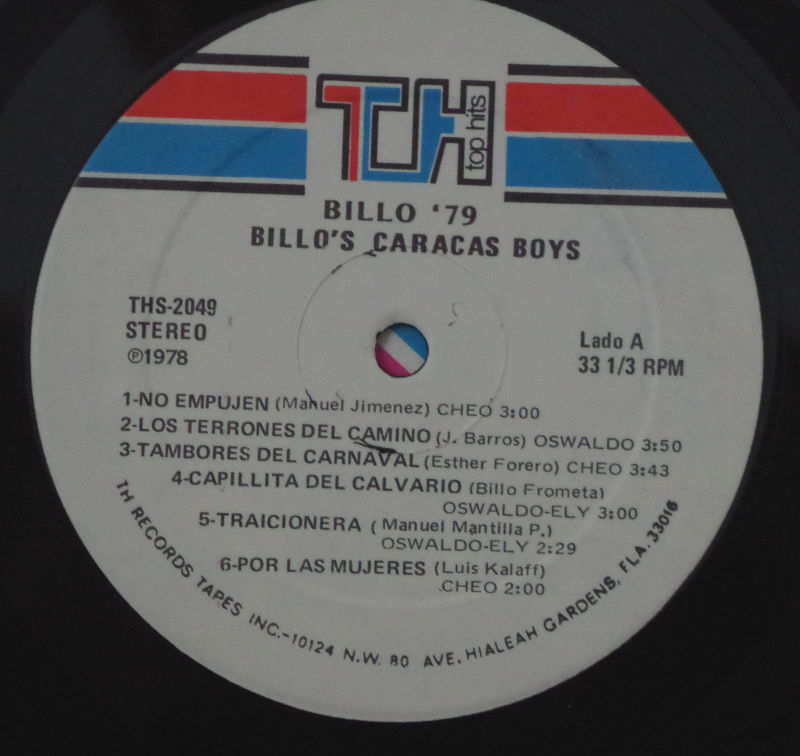 TH top hits
BILLO '79
BILLO'S CARACAS BOYS
THS-2049
STEREO
℗1978
Lado A
33 1/3 RPM
1-NO EMPUJEN (Manuel Jimenez) CHEO 3:00
2-LOS TERRONES DEL CAMINO (J. Barros) OSWALDO 3:50
3-TAMBORES DEL CARNAVAL (Esther Forero) CHEO 3:43
4-CAPILLITA DEL CALVARIO (Billo Frometa)
OSWALDO-ELY 3:00
5-TRAICIONERA (Manuel Mantilla P.)
OSWALDO-ELY 2:29
6-POR LAS MUJERES (Luis Kalaff)
CHEO 2:00
TH RECORDS TAPES INC.-10124 N.W. 80 AVE, HIALEAH GARDENS, FLA. 33016